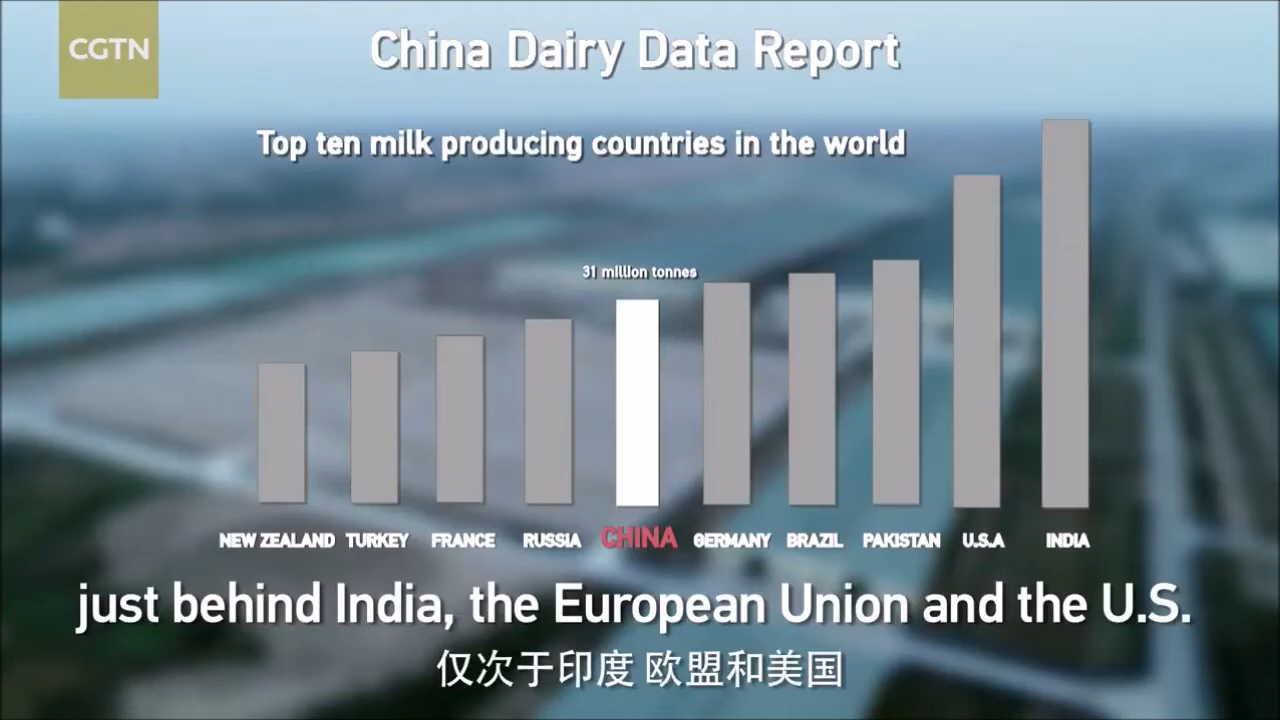 CGTN
China Dairy Data Report
Top ten milk producing countries in the world
31 million tonnes
NEW ZEALAND TURKEY FRANCE RUSSIA CHINA GERMANY BRAZIL PAKISTAN U.S.A INDIA
just behind India, the European Union and the U.S.
仅次于印度 欧盟和美国